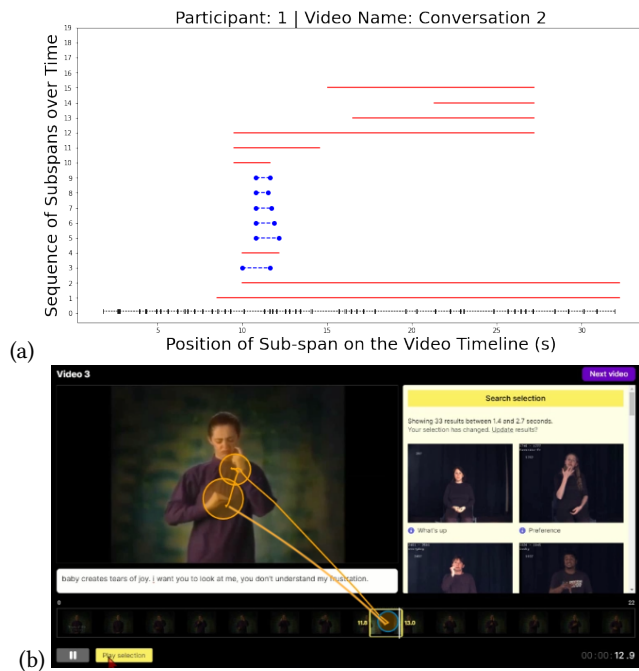 Participant: 1 | Video Name: Conversation 2
Sequence of Subspans over Time
19
18
17
16
15
14
13
12
11
10
9
8
7
6
5
4
3
2
1
0
5 10 15 20 25 30
Position of Sub-span on the Video Timeline (s)
(a)
Video 3
Next video
Search selection
Showing 33 results between 1.4 and 2.7 seconds.
Your selection has changed. Update results?
What's up
Preference
baby creates tears of joy. i want you to look at me, you don't understand my frustration.
0 22
11.8 13.0
Play selection
00:00:12.9
(b)